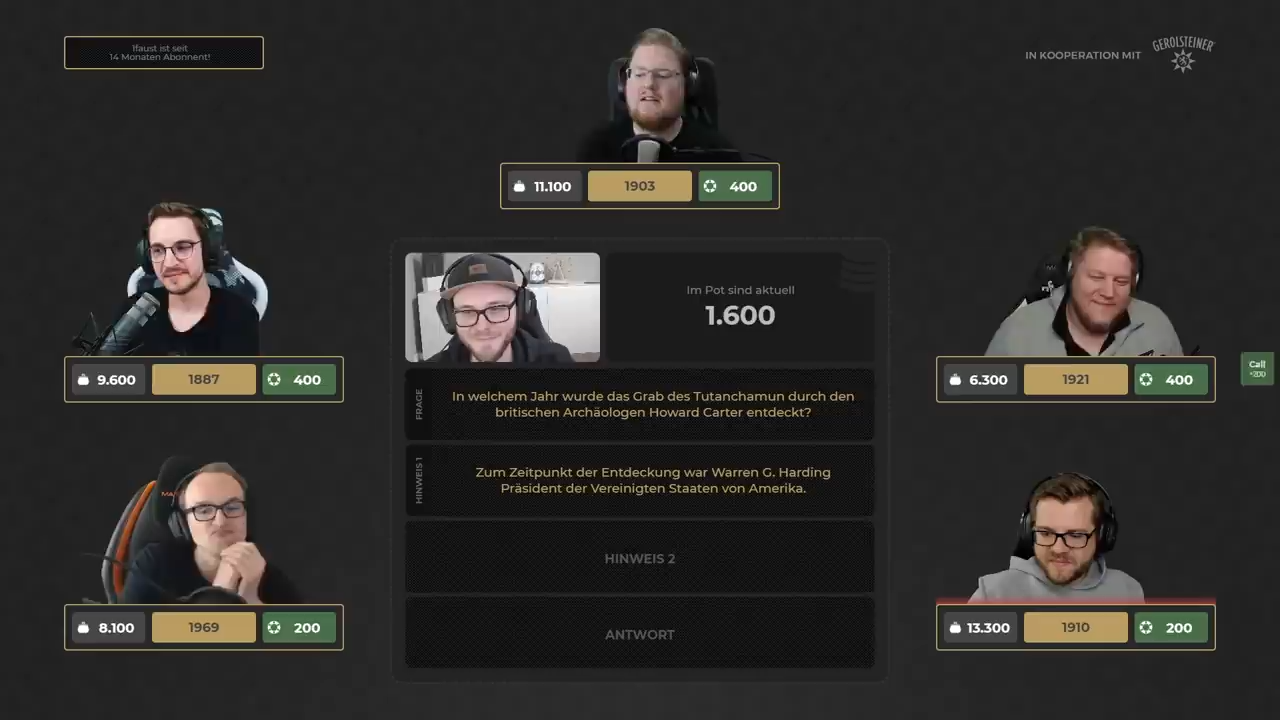 1faust ist seit
14 Monaten Abonnent!
IN KOOPERATION MIT
GEROLSTEINER
11.100
1903
400
Im Pot sind aktuell
1.600
9.600
1887
400
6.300
1921
400
Call
+200
FRAGE
In welchem Jahr wurde das Grab des Tutanchamun durch den
britischen Archäologen Howard Carter entdeckt?
HINWEIS 1
Zum Zeitpunkt der Entdeckung war Warren G. Harding
Präsident der Vereinigten Staaten von Amerika.
HINWEIS 2
ANTWORT
8.100
1969
200
13.300
1910
200